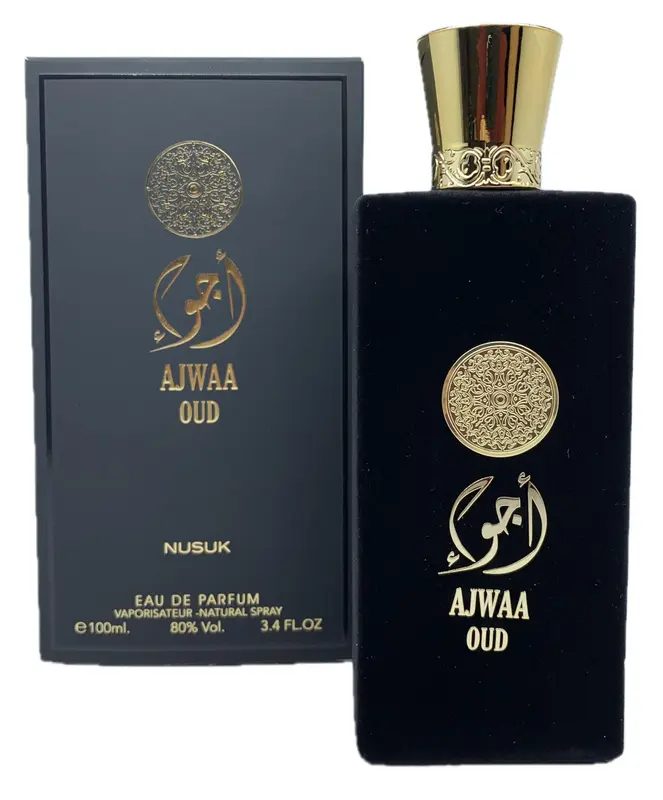 أجواء
AJWAA
OUD
NUSUK
EAU DE PARFUM
VAPORISATEUR -NATURAL SPRAY
℮100ml. 80% Vol. 3.4 FL.OZ
أجواء
AJWAA
OUD